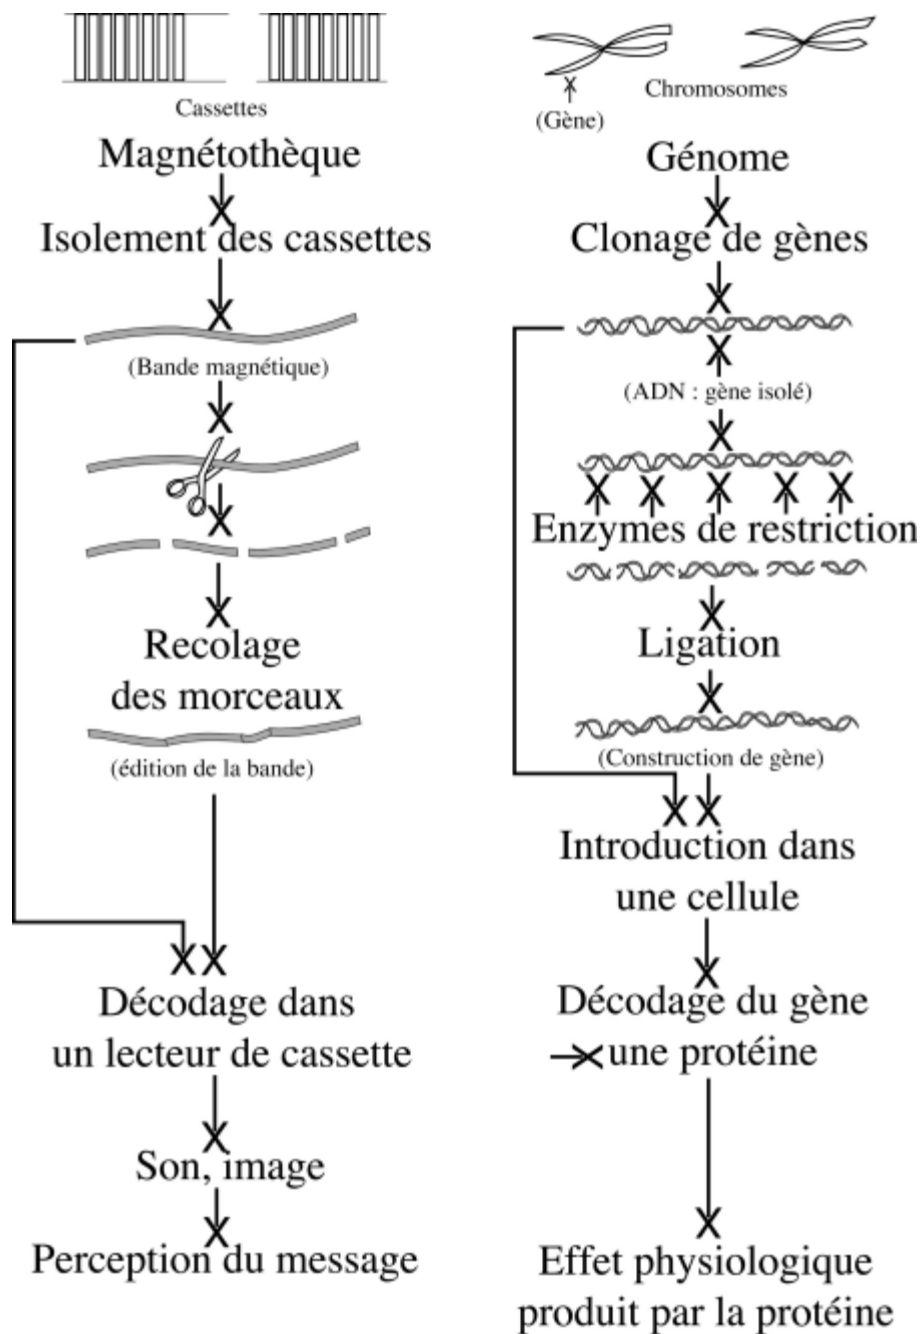 Cassettes
Magnétothèque
Isolement des cassettes
(Bande magnétique)
Recolage
des morceaux
(édition de la bande)
Décodage dans
un lecteur de cassette
Son, image
Perception du message
Chromosomes
(Gène)
Génome
Clonage de gènes
(ADN : gène isolé)
Enzymes de restriction
Ligation
(Construction de gène)
Introduction dans
une cellule
Décodage du gène
une protéine
Effet physiologique
produit par la protéine